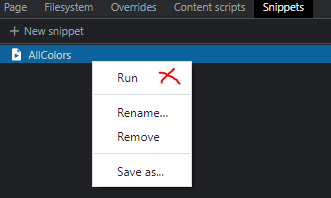 Page Filesystem Overrides Content scripts Snippets
+ New snippet
AllColors
Run
Rename...
Remove
Save as...